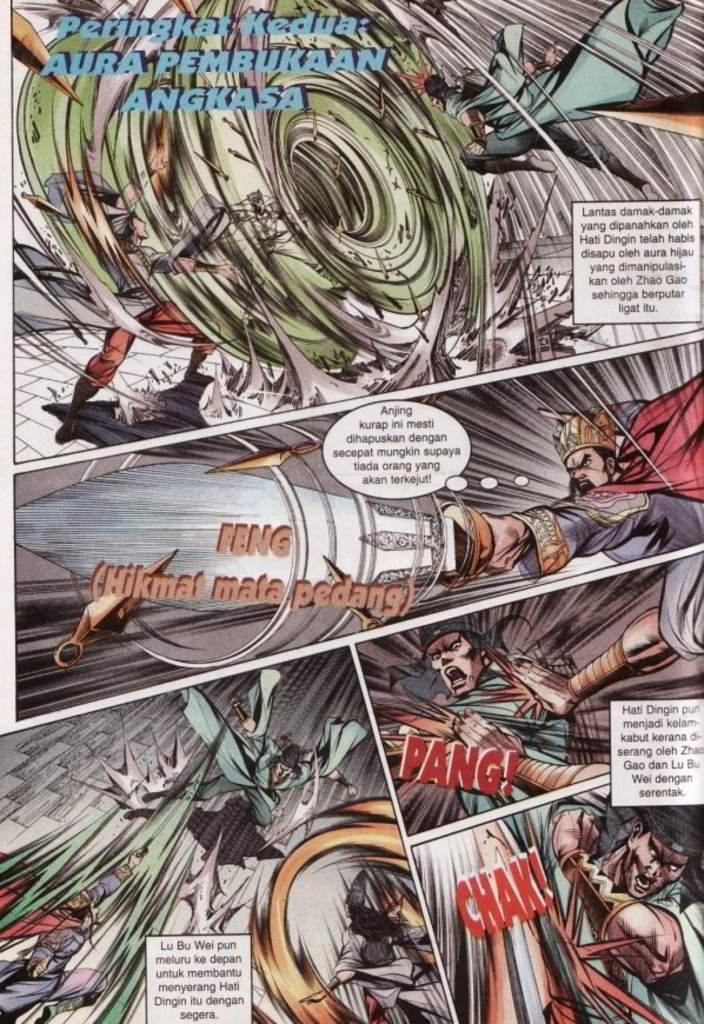 Peringkat Kedua:
AURA PEMBUKAAN
ANGKASA
Lantas damak-damak
yang dipanahkan oleh
Hati Dingin telah habis
disapu oleh aura hijau
yang dimanipulasi-
kan oleh Zhao Gao
sehingga berputar
ligat itu.
Anjing
kurap ini mesti
dihapuskan dengan
secepat mungkin supaya
tiada orang yang
akan terkejut!
FENG
(Hikmat mata pedang)
Hati Dingin pun
menjadi kelam-
kabut kerana di-
serang oleh Zhao
Gao dan Lu Bu
Wei dengan
serentak.
PANG!
CHAK!
Lu Bu Wei pun
meluru ke depan
untuk membantu
menyerang Hati
Dingin itu dengan
segera.